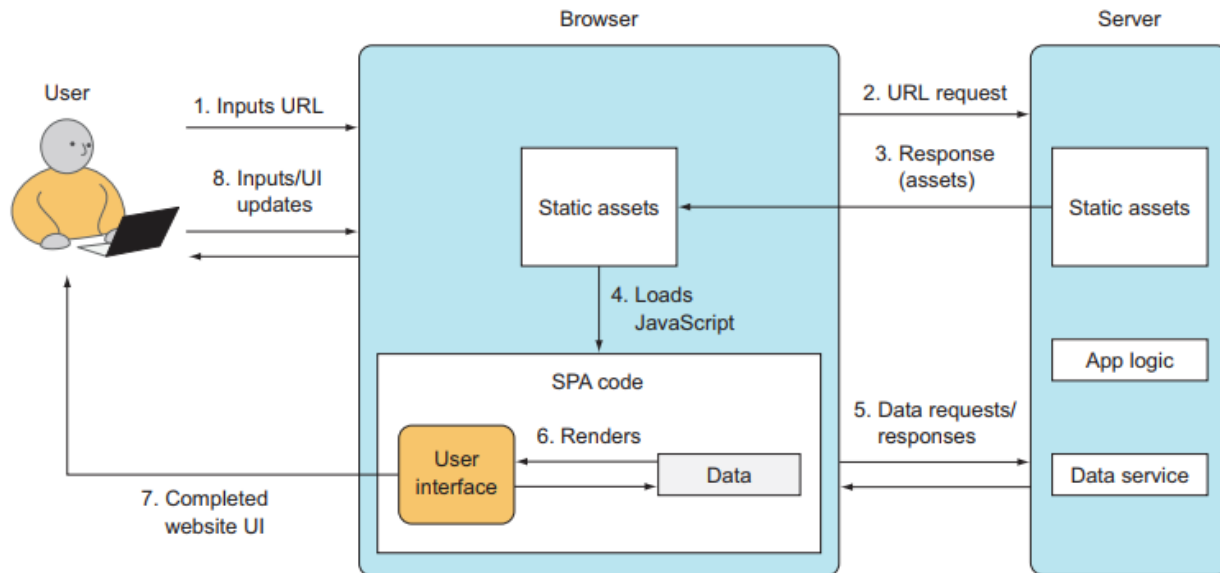 Browser
Server
User
1. Inputs URL
2. URL request
3. Response
(assets)
8. Inputs/UI
updates
Static assets
Static assets
4. Loads
JavaScript
App logic
SPA code
5. Data requests/
responses
6. Renders
User
interface
Data
Data service
7. Completed
website UI